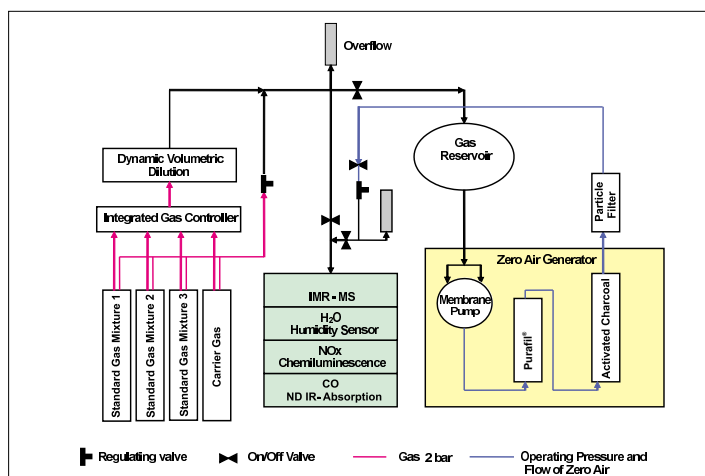 Overflow
Dynamic Volumetric
Dilution
Gas
Reservoir
Integrated Gas Controller
Particle
Filter
Zero Air Generator
Standard Gas Mixture 1
Standard Gas Mixture 2
Standard Gas Mixture 3
Carrier Gas
IMR - MS
H₂O
Humidity Sensor
NOx
Chemiluminescence
CO
ND IR-Absorption
Membrane
Pump
Purafil®
Activated Charcoal
Regulating valve
On/Off Valve
Gas 2 bar
Operating Pressure and
Flow of Zero Air